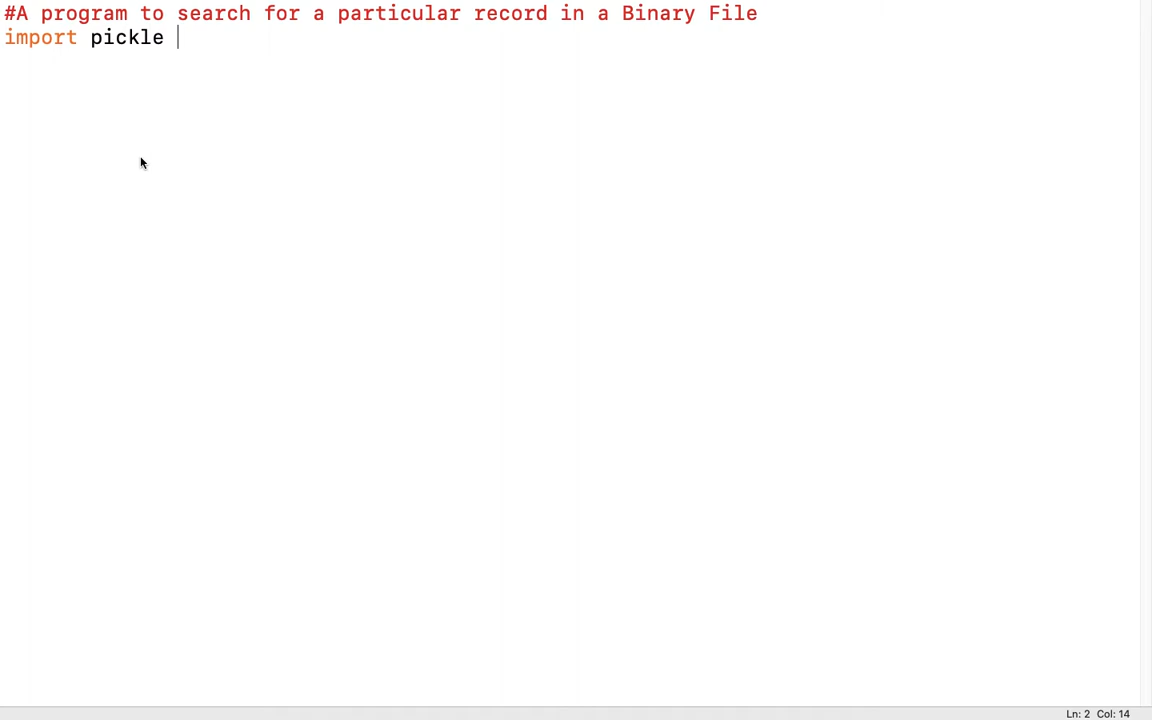 #A program to search for a particular record in a Binary File
import pickle
Ln: 2 Col: 14